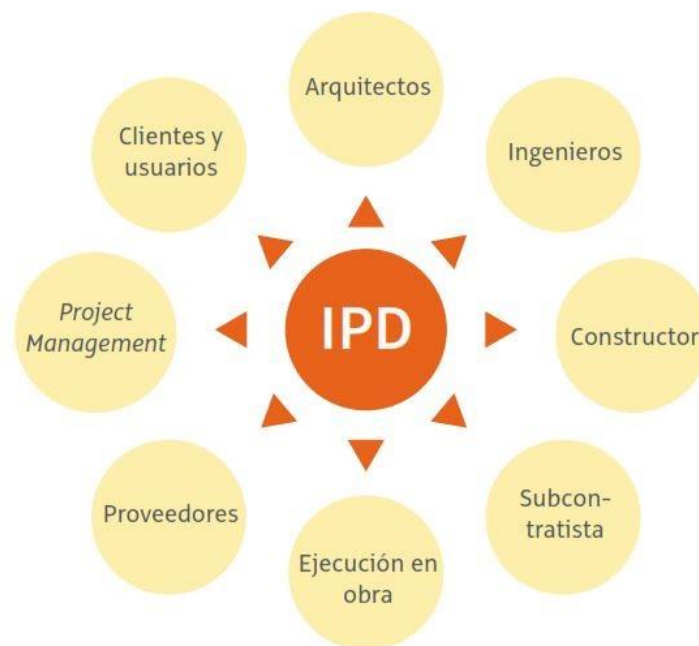 Arquitectos
Clientes y
usuarios
Ingenieros
Project
Management
IPD
Constructor
Proveedores
Subcon-
tratista
Ejecución en
obra